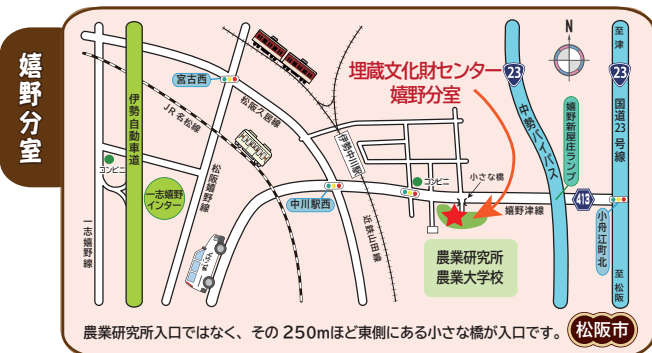 嬉野分室
宮古西
松阪久居線
JR名松線
伊勢自動車道
コンビニ
一志嬉野
インター
一志嬉野線
松阪嬉野線
中川駅西
伊勢中川駅
近鉄山田線
埋蔵文化財センター
嬉野分室
コンビニ
小さな橋
嬉野津線
農業研究所
農業大学校
23
中勢バイパス
嬉野新屋庄ランプ
N
413
至津
23
国道23号線
小舟江町北
至松阪
農業研究所入口ではなく、その250mほど東側にある小さな橋が入口です。
松阪市